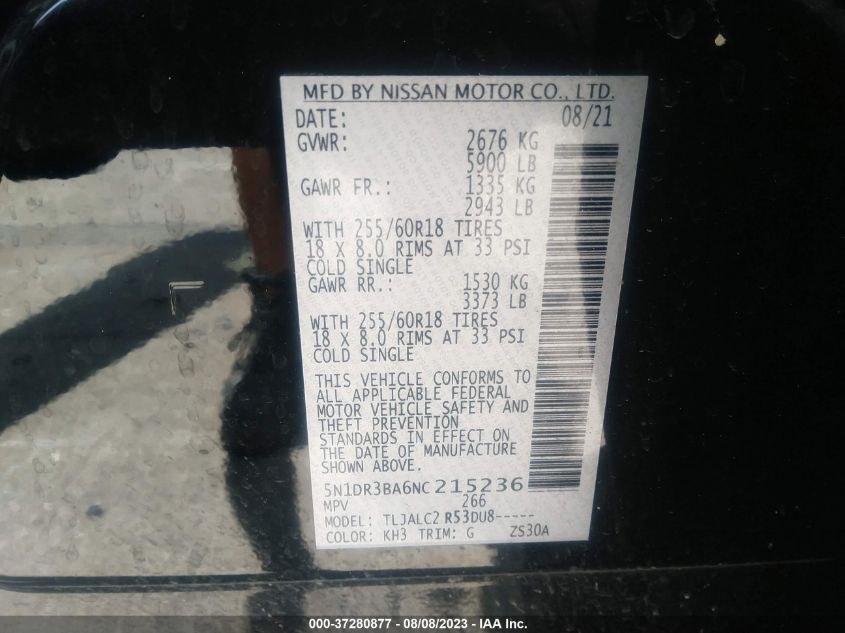 MFD BY NISSAN MOTOR CO., LTD.
DATE: 08/21
GVWR: 2676 KG
5900 LB
GAWR FR.: 1335 KG
2943 LB
WITH 255/60R18 TIRES
18 X 8.0 RIMS AT 33 PSI
COLD SINGLE
GAWR RR.: 1530 KG
3373 LB
WITH 255/60R18 TIRES
18 X 8.0 RIMS AT 33 PSI
COLD SINGLE
THIS VEHICLE CONFORMS TO
ALL APPLICABLE FEDERAL
MOTOR VEHICLE SAFETY AND
THEFT PREVENTION
STANDARDS IN EFFECT ON
THE DATE OF MANUFACTURE
SHOWN ABOVE.
5N1DR3BA6NC215236
MPV 266
MODEL: TLJALC2 R53DU8-----
COLOR: KH3 TRIM: G ZS30A
000-37280877 - 08/08/2023 - IAA Inc.